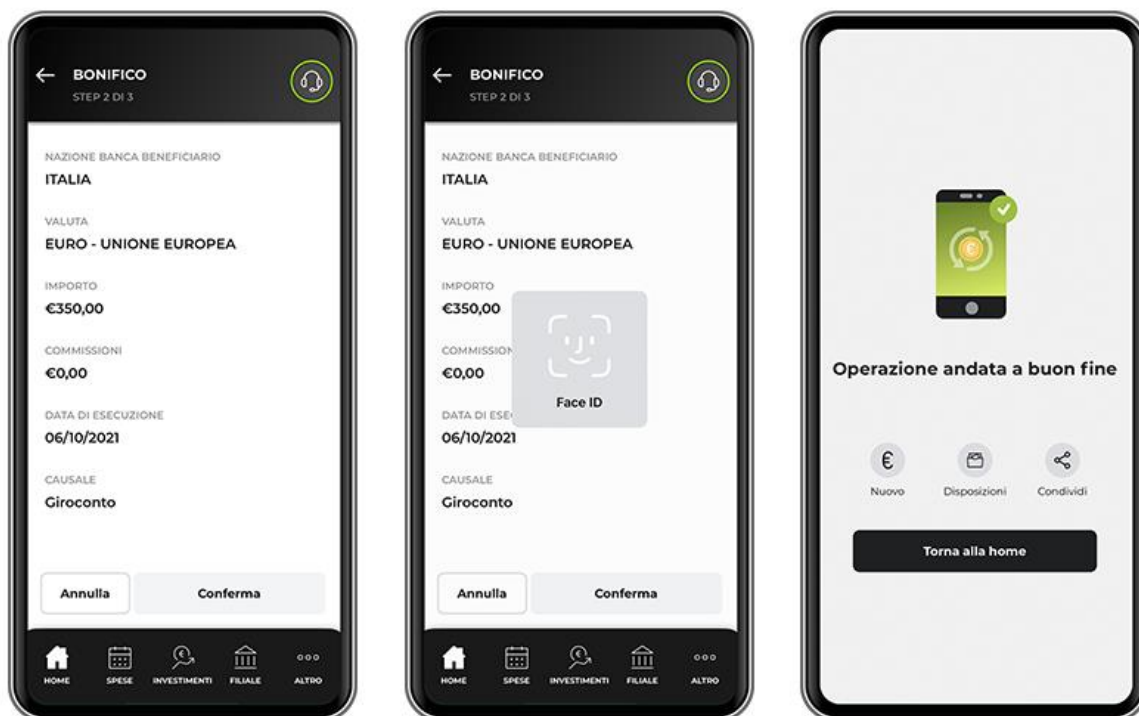 BONIFICO
STEP 2 DI 3
NAZIONE BANCA BENEFICIARIO
ITALIA
VALUTA
EURO - UNIONE EUROPEA
IMPORTO
€350,00
COMMISSIONI
€0,00
DATA DI ESECUZIONE
06/10/2021
CAUSALE
Giroconto
Annulla
Conferma
HOME
SPESE
INVESTIMENTI
FILIALE
ALTRO
BONIFICO
STEP 2 DI 3
NAZIONE BANCA BENEFICIARIO
ITALIA
VALUTA
EURO - UNIONE EUROPEA
IMPORTO
€350,00
COMMISSION
€0,00
Face ID
DATA DI ESE
06/10/2021
CAUSALE
Giroconto
Annulla
Conferma
HOME
SPESE
INVESTIMENTI
FILIALE
ALTRO
Operazione andata a buon fine
Nuovo
Disposizioni
Condividi
Torna alla home